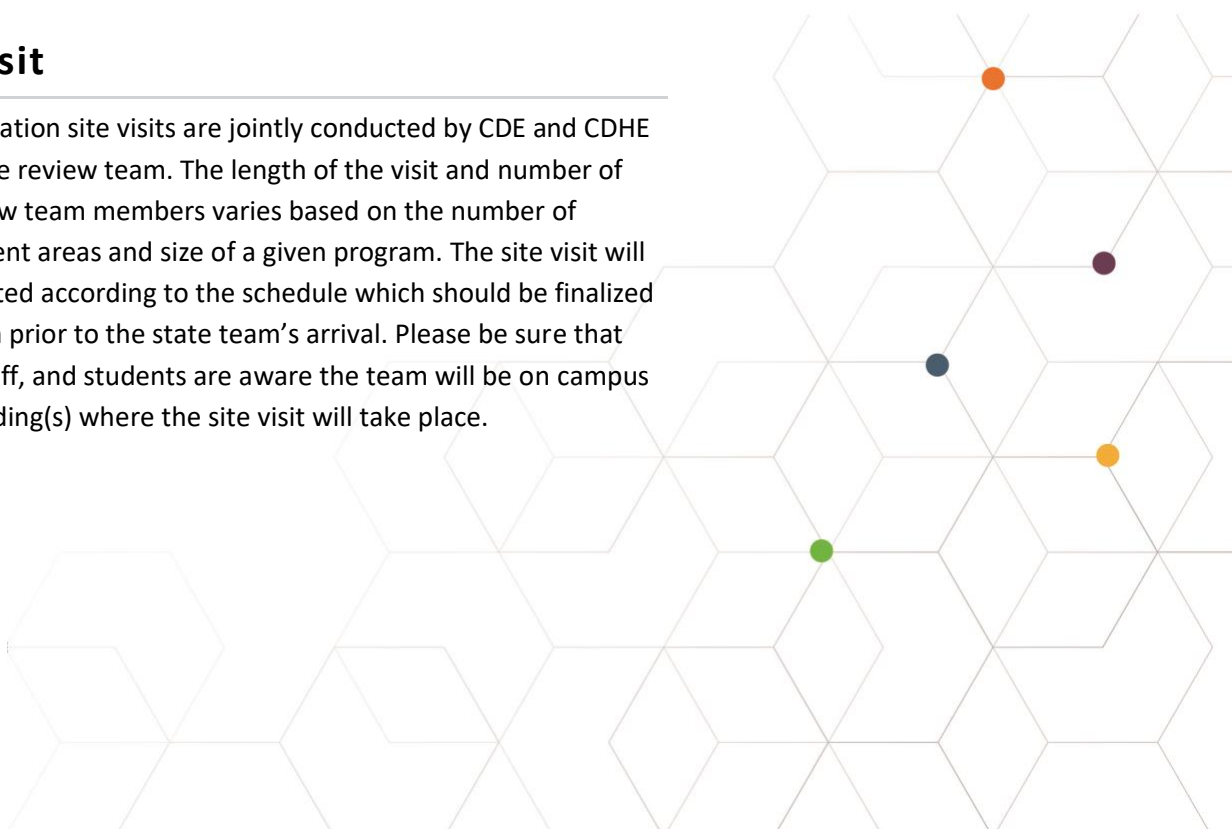 sit
ation site visits are jointly conducted by CDE and CDHE
e review team. The length of the visit and number of
w team members varies based on the number of
ent areas and size of a given program. The site visit will
ted according to the schedule which should be finalized
prior to the state team's arrival. Please be sure that
ff, and students are aware the team will be on campus
ding(s) where the site visit will take place.